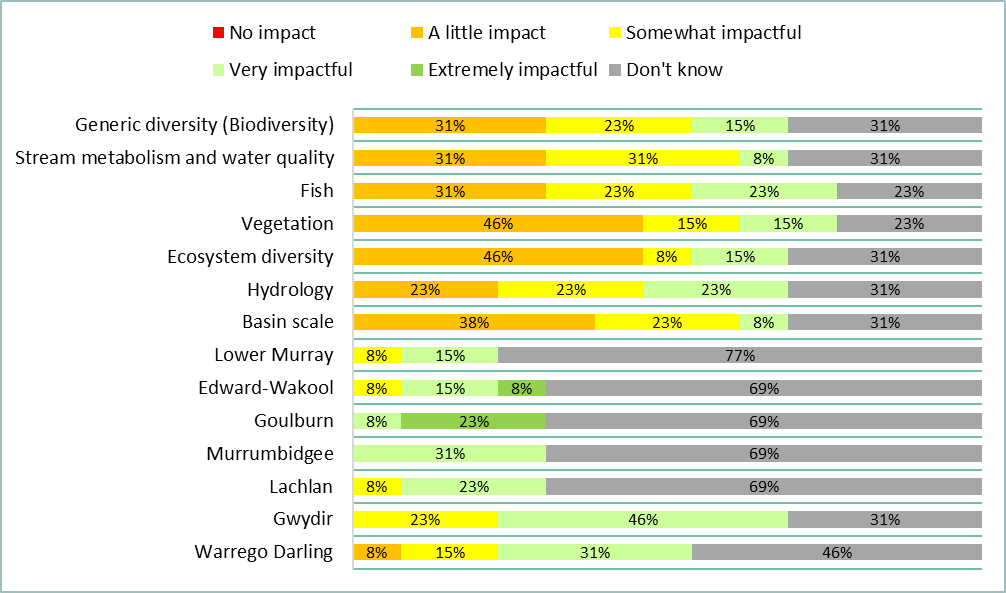 No impact A little impact Somewhat impactful
Very impactful Extremely impactful Don't know
Generic diversity (Biodiversity) 31% 23% 15% 31%
Stream metabolism and water quality 31% 31% 8% 31%
Fish 31% 23% 23% 23%
Vegetation 46% 15% 15% 23%
Ecosystem diversity 46% 8% 15% 31%
Hydrology 23% 23% 23% 31%
Basin scale 38% 23% 8% 31%
Lower Murray 8% 15% 77%
Edward-Wakool 8% 15% 8% 69%
Goulburn 8% 23% 69%
Murrumbidgee 31% 69%
Lachlan 8% 23% 69%
Gwydir 23% 46% 31%
Warrego Darling 8% 15% 31% 46%